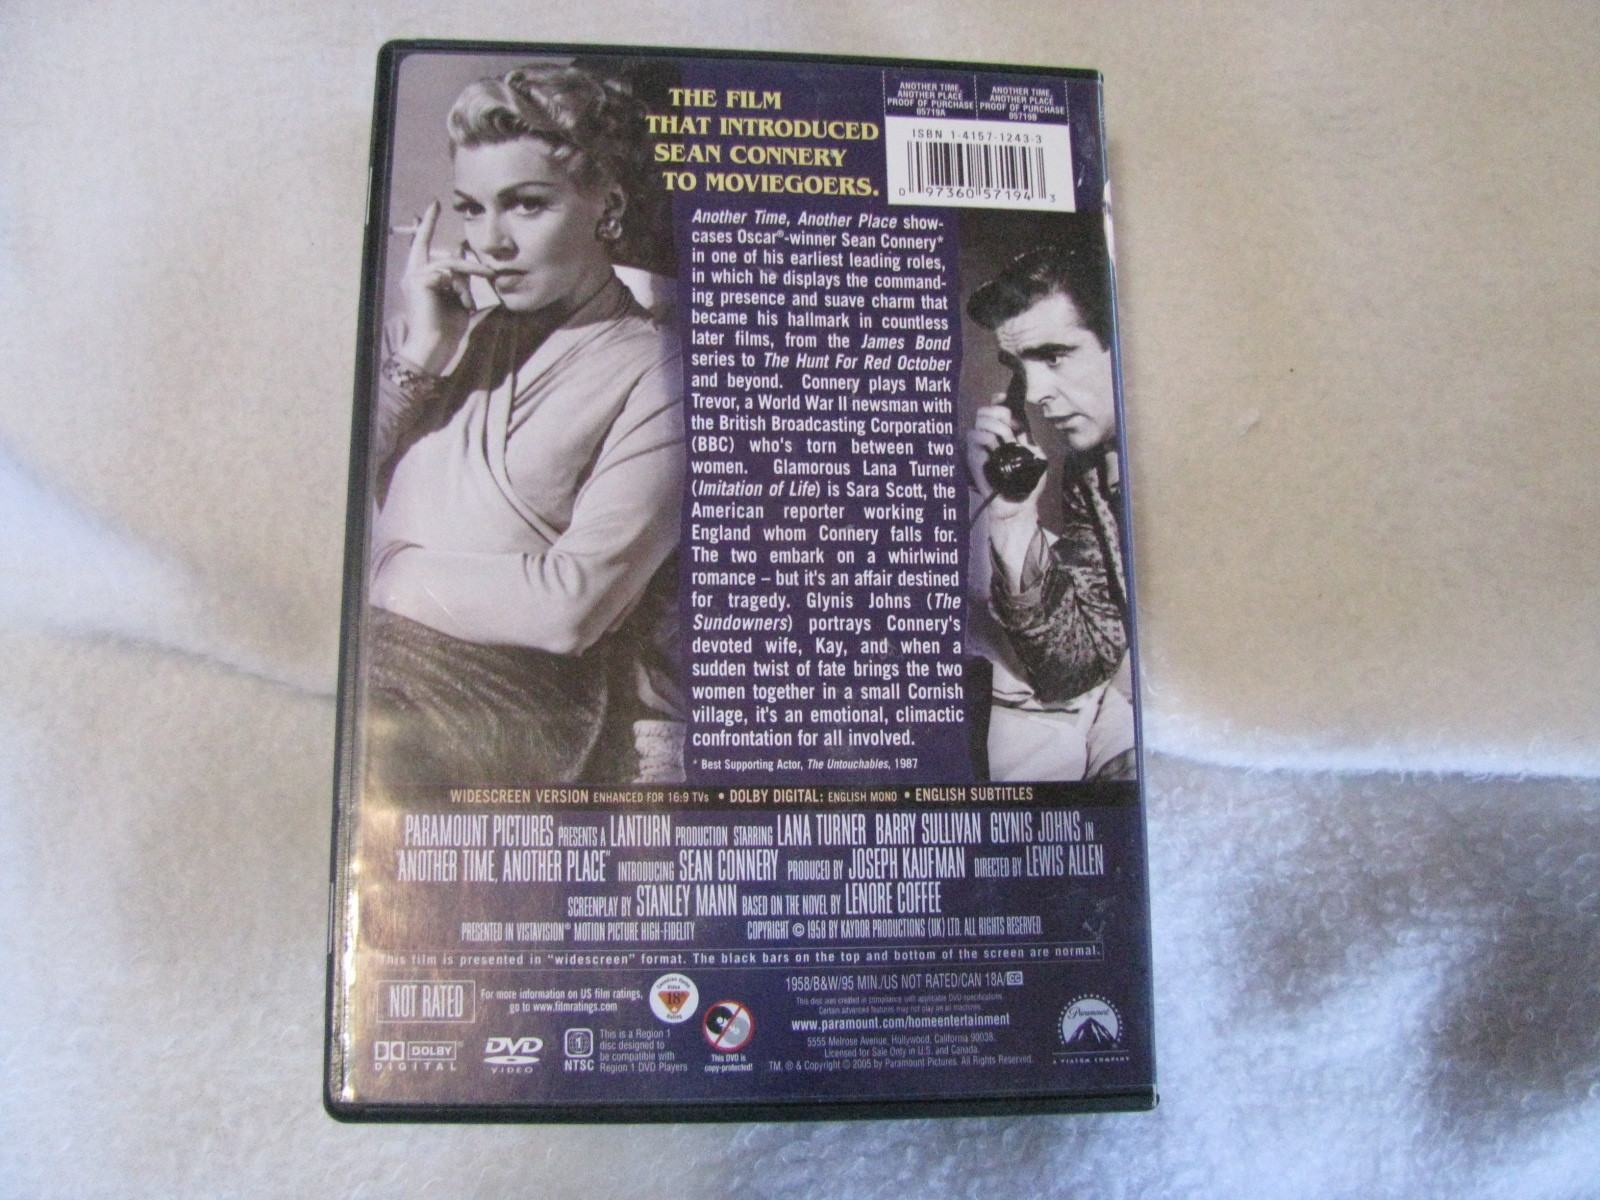 THE FILM
THAT INTRODUCED
SEAN CONNERY
TO MOVIEGOERS.
ANOTHER TIME,
ANOTHER PLACE
PROOF OF PURCHASE
05719A
ANOTHER TIME,
ANOTHER PLACE
PROOF OF PURCHASE
05719B
ISBN 1-4157-1243-3
0 97360 57194 3
Another Time, Another Place show-
cases Oscar®-winner Sean Connery*
in one of his earliest leading roles,
in which he displays the command-
ing presence and suave charm that
became his hallmark in countless
later films, from the James Bond
series to The Hunt For Red October
and beyond. Connery plays Mark
Trevor, a World War II newsman with
the British Broadcasting Corporation
(BBC) who's torn between two
women. Glamorous Lana Turner
(Imitation of Life) is Sara Scott, the
American reporter working in
England whom Connery falls for.
The two embark on a whirlwind
romance – but it's an affair destined
for tragedy. Glynis Johns (The
Sundowners) portrays Connery's
devoted wife, Kay, and when a
sudden twist of fate brings the two
women together in a small Cornish
village, it's an emotional, climactic
confrontation for all involved.
* Best Supporting Actor, The Untouchables, 1987
WIDESCREEN VERSION ENHANCED FOR 16:9 TVs • DOLBY DIGITAL: ENGLISH MONO • ENGLISH SUBTITLES
PARAMOUNT PICTURES PRESENTS A LANTURN PRODUCTION STARRING LANA TURNER BARRY SULLIVAN GLYNIS JOHNS IN
"ANOTHER TIME, ANOTHER PLACE" INTRODUCING SEAN CONNERY PRODUCED BY JOSEPH KAUFMAN DIRECTED BY LEWIS ALLEN
SCREENPLAY BY STANLEY MANN BASED ON THE NOVEL BY LENORE COFFEE
PRESENTED IN VISTAVISION® MOTION PICTURE HIGH-FIDELITY COPYRIGHT © 1958 BY KAYDOR PRODUCTIONS (UK) LTD. ALL RIGHTS RESERVED.
This film is presented in "widescreen" format. The black bars on the top and bottom of the screen are normal.
NOT RATED
For more information on US film ratings,
go to www.filmratings.com
Canadian Home
Video
18
Rating
1958/B&W/95 MIN./US NOT RATED/CAN 18A/CC
This disc was created in compliance with applicable DVD specifications.
Certain advanced features may not play on all machines.
www.paramount.com/homeentertainment
5555 Melrose Avenue, Hollywood, California 90038.
Licensed for Sale Only in U.S. and Canada.
TM, ® & Copyright © 2005 by Paramount Pictures. All Rights Reserved.
DOLBY
DIGITAL
DVD
VIDEO
1
NTSC
This is a Region 1
disc designed to
be compatible with
Region 1 DVD Players
This DVD is
copy-protected!
Paramount
A VIACOM COMPANY